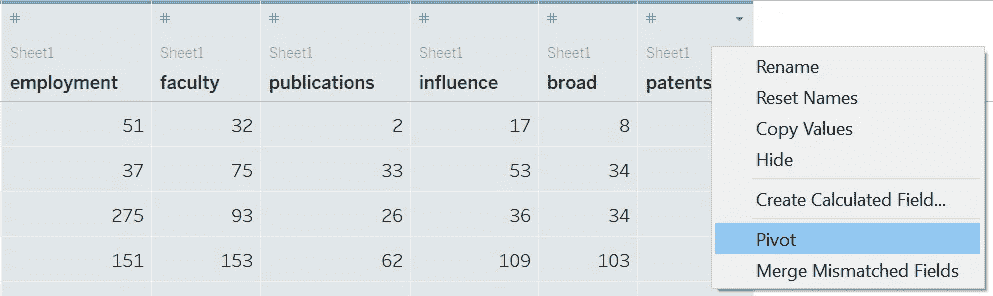 # # # # # #
Sheet1 Sheet1 Sheet1 Sheet1 Sheet1 Sheet1
employment faculty publications influence broad patents
51 32 2 17 8
37 75 33 53 34
275 93 26 36 34
151 153 62 109 103
Rename
Reset Names
Copy Values
Hide
Create Calculated Field...
Pivot
Merge Mismatched Fields